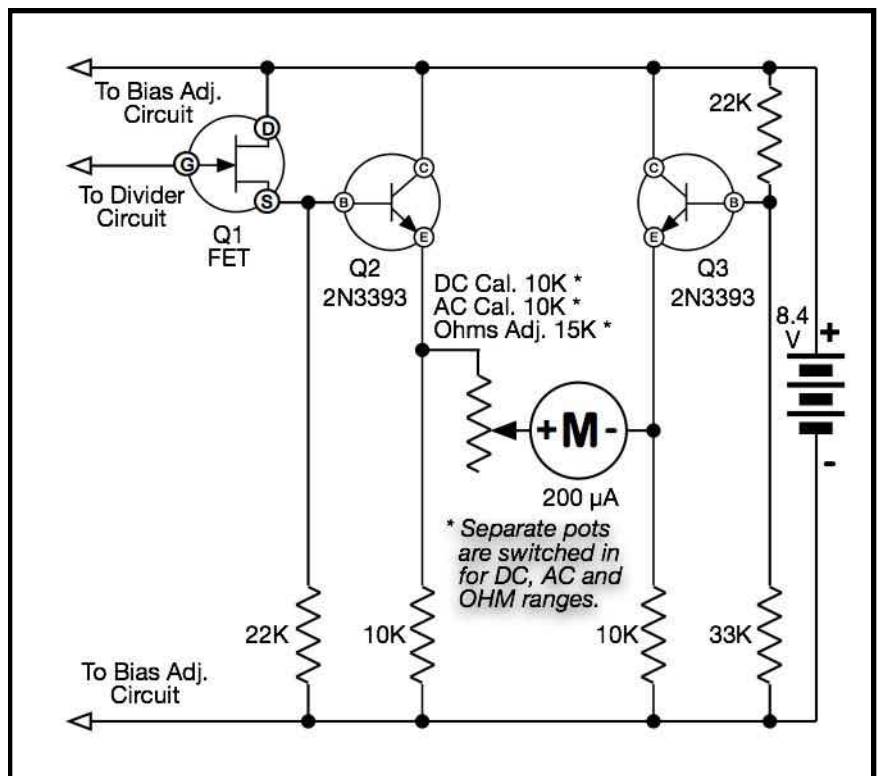 To Bias Adj.
Circuit
D
G
To Divider
Circuit
S
Q1
FET
B
C
E
Q2
2N3393
C
B
E
Q3
2N3393
22K
DC Cal. 10K *
AC Cal. 10K *
Ohms Adj. 15K *
8.4
V
+
-
+M-
200 µA
* Separate pots
are switched in
for DC, AC and
OHM ranges.
22K
10K
10K
33K
To Bias Adj.
Circuit